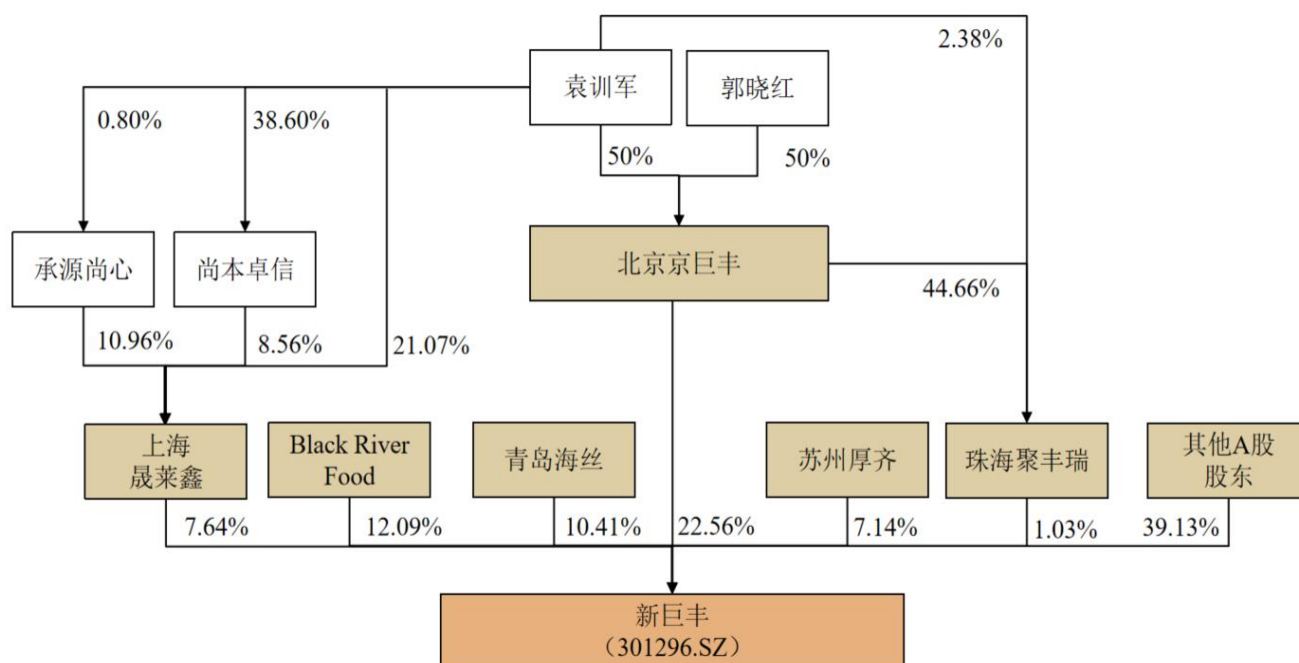 2.38%
袁训军
郭晓红
0.80%
38.60%
50%
50%
承源尚心
尚本卓信
北京京巨丰
44.66%
10.96%
8.56%
21.07%
上海
晟莱鑫
Black River
Food
青岛海丝
苏州厚齐
珠海聚丰瑞
其他A股
股东
7.64%
12.09%
10.41%
22.56%
7.14%
1.03%
39.13%
新巨丰
（301296.SZ）